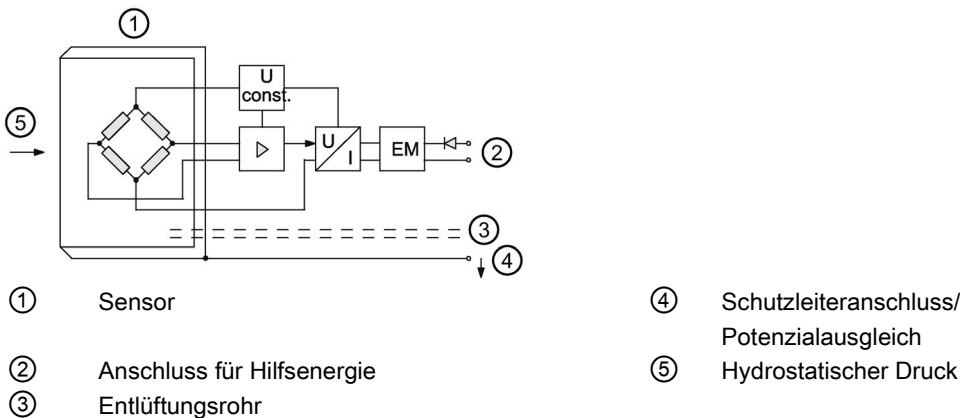 ①
U
const.
⑤
U
I
EM
②
③
④
① Sensor
② Anschluss für Hilfsenergie
③ Entlüftungsrohr
④ Schutzleiteranschluss/
Potenzialausgleich
⑤ Hydrostatischer Druck